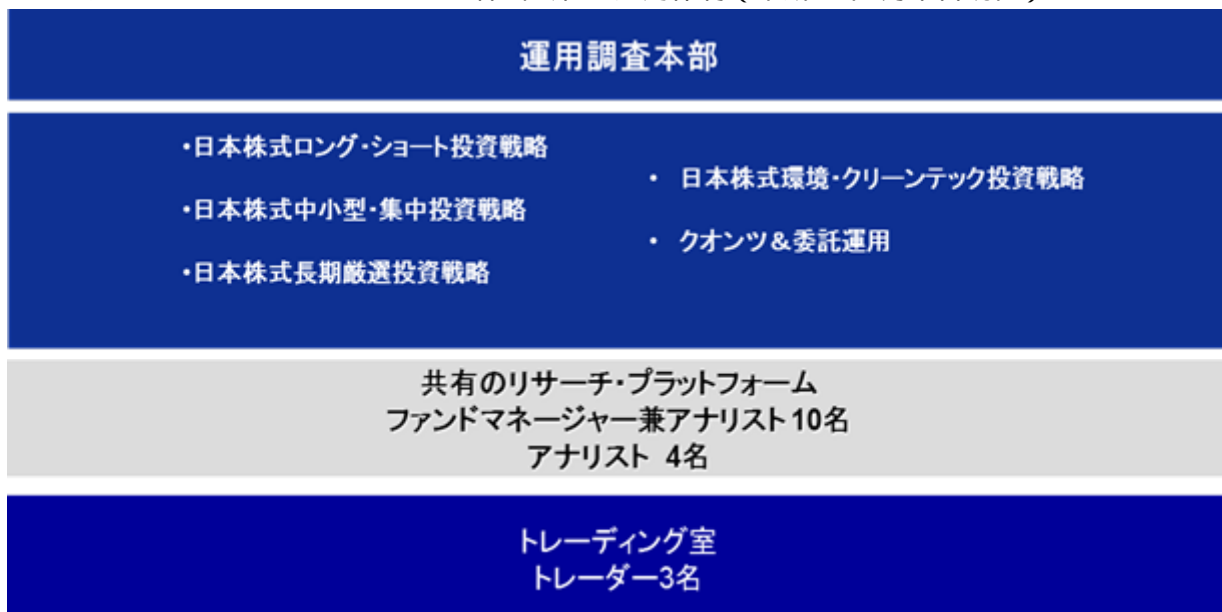 運用調査本部
・日本株式ロング・ショート投資戦略
・日本株式中小型・集中投資戦略
・日本株式長期厳選投資戦略
• 日本株式環境・クリーンテック投資戦略
• クオンツ&委託運用
共有のリサーチ・プラットフォーム
ファンドマネージャー兼アナリスト10名
アナリスト 4名
トレーディング室
トレーダー3名